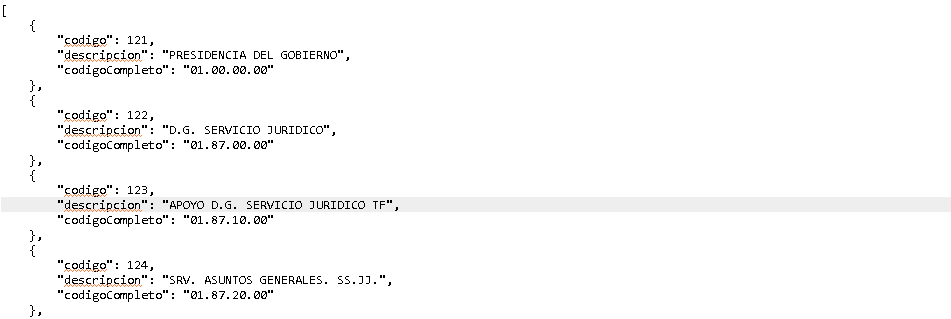 [
    {
        "codigo": 121,
        "descripcion": "PRESIDENCIA DEL GOBIERNO",
        "codigoCompleto": "01.00.00.00"
    },
    {
        "codigo": 122,
        "descripcion": "D.G. SERVICIO JURIDICO",
        "codigoCompleto": "01.87.00.00"
    },
    {
        "codigo": 123,
        "descripcion": "APOYO D.G. SERVICIO JURIDICO TF",
        "codigoCompleto": "01.87.10.00"
    },
    {
        "codigo": 124,
        "descripcion": "SRV. ASUNTOS GENERALES. SS.JJ.",
        "codigoCompleto": "01.87.20.00"
    },